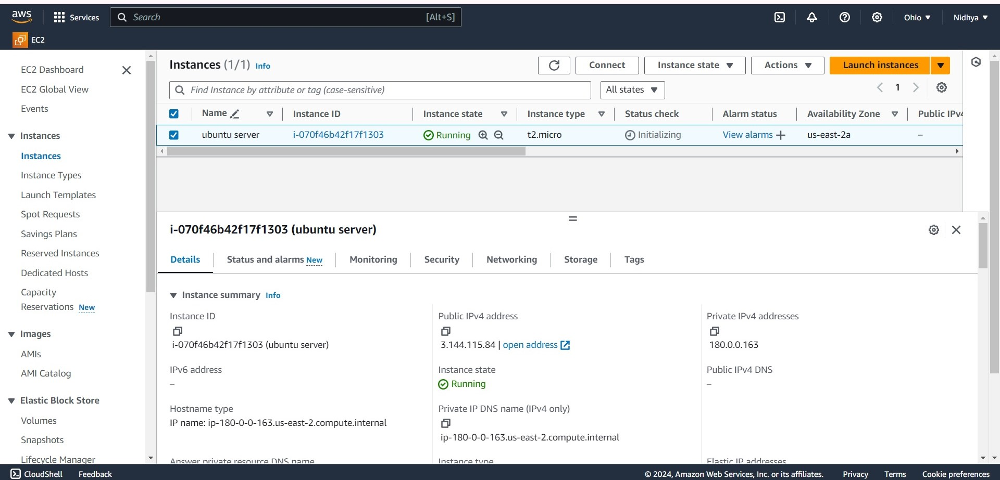 aws
Services
Search
[Alt+S]
Ohio
Nidhya
EC2
EC2 Dashboard
EC2 Global View
Events
Instances
Instances
Instance Types
Launch Templates
Spot Requests
Savings Plans
Reserved Instances
Dedicated Hosts
Capacity
Reservations New
Images
AMIs
AMI Catalog
Elastic Block Store
Volumes
Snapshots
Lifecycle Manager
Instances (1/1) Info
Connect
Instance state
Actions
Launch instances
Find Instance by attribute or tag (case-sensitive)
All states
1
Name Instance ID Instance state Instance type Status check Alarm status Availability Zone Public IPv4
ubuntu server i-070f46b42f17f1303 Running t2.micro Initializing View alarms + us-east-2a –
i-070f46b42f17f1303 (ubuntu server)
Details Status and alarms New Monitoring Security Networking Storage Tags
Instance summary Info
Instance ID
i-070f46b42f17f1303 (ubuntu server)
Public IPv4 address
3.144.115.84 | open address
Private IPv4 addresses
180.0.0.163
IPv6 address
–
Instance state
Running
Public IPv4 DNS
–
Hostname type
IP name: ip-180-0-0-163.us-east-2.compute.internal
Private IP DNS name (IPv4 only)
ip-180-0-0-163.us-east-2.compute.internal
Answer private resource DNS name
Instance type
Elastic IP addresses
CloudShell Feedback
© 2024, Amazon Web Services, Inc. or its affiliates. Privacy Terms Cookie preferences